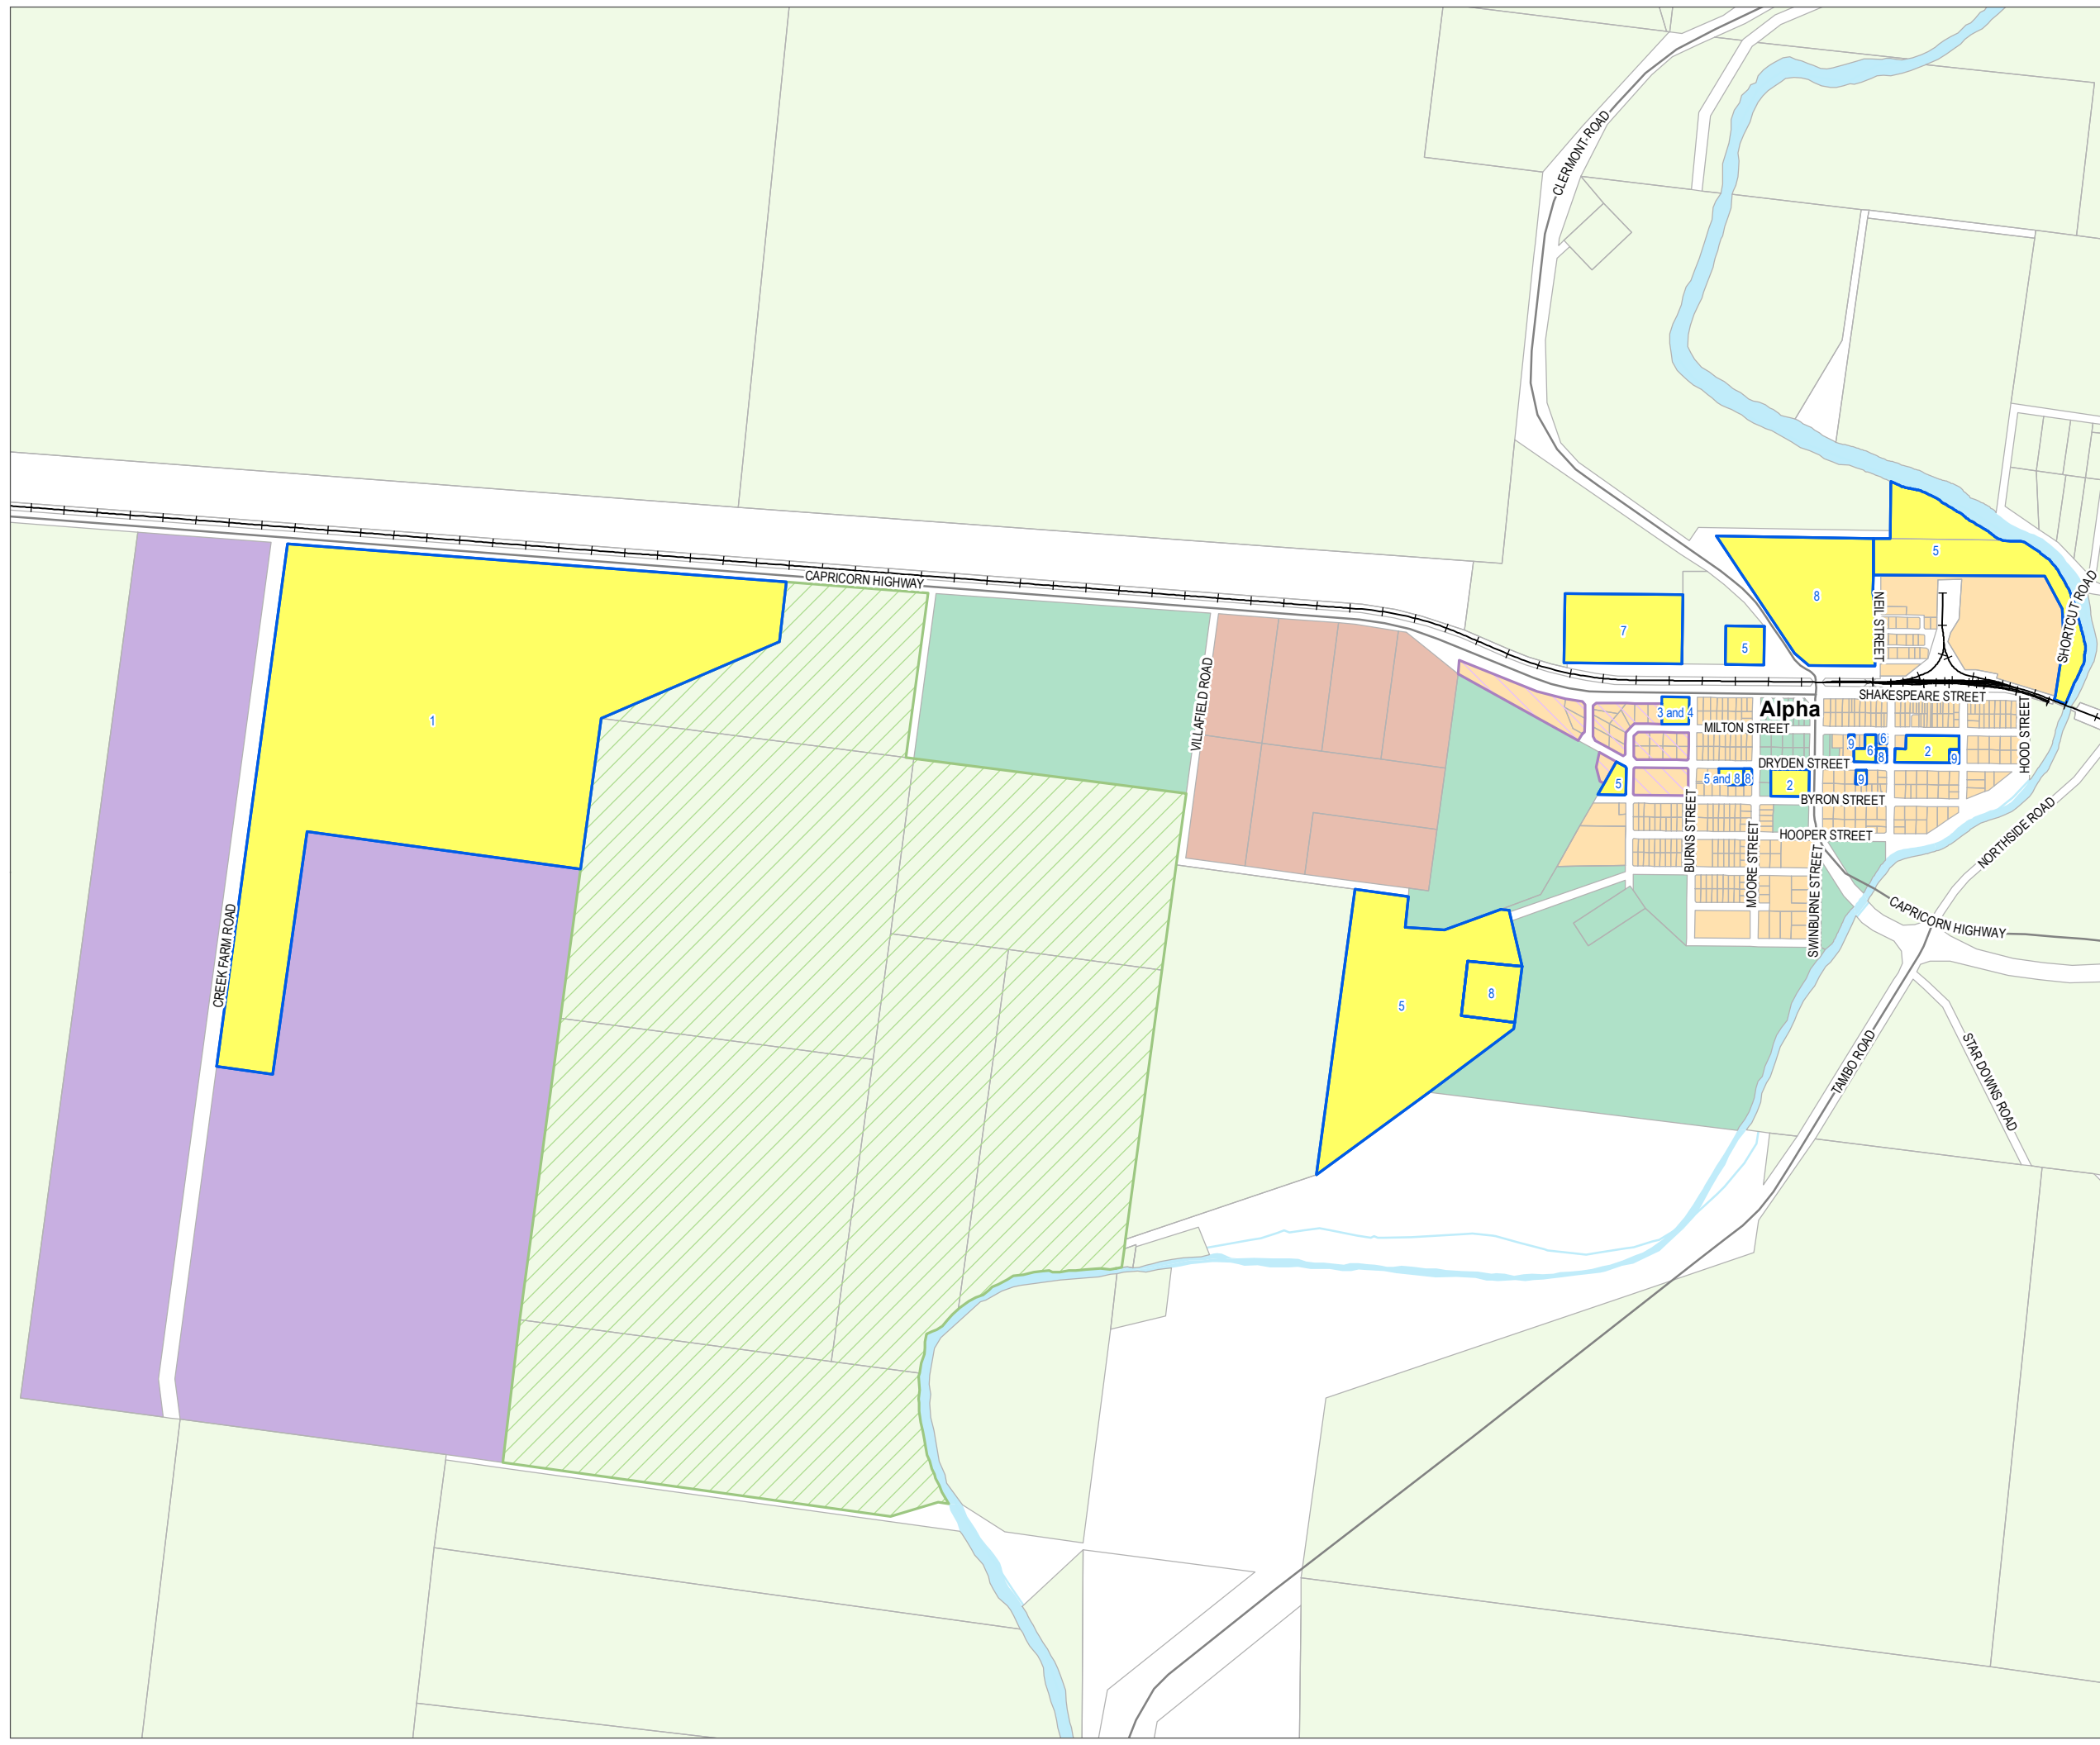 CLERMONT ROAD
5
CAPRICORN HIGHWAY
8
NEIL STREET
SHORTCUT ROAD
7
5
VILLAFIELD ROAD
SHAKESPEARE STREET
Alpha
3 and 4
MILTON STREET
HOOD STREET
1
9
6
6
8
2
9
DRYDEN STREET
5
5 and 8
8
2
9
BYRON STREET
BURNS STREET
HOOPER STREET
MOORE STREET
SWINBURNE STREET
NORTHSIDE ROAD
CAPRICORN HIGHWAY
CREEK FARM ROAD
8
5
TAMBO ROAD
STAR DOWNS ROAD